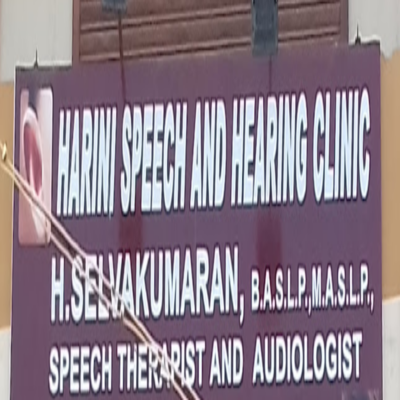 HARINI SPEECH AND HEARING CLINIC
H.SELVAKUMARAN, B.A.S.L.P.,M.A.S.L.P.,
SPEECH THERAPIST AND AUDIOLOGIST